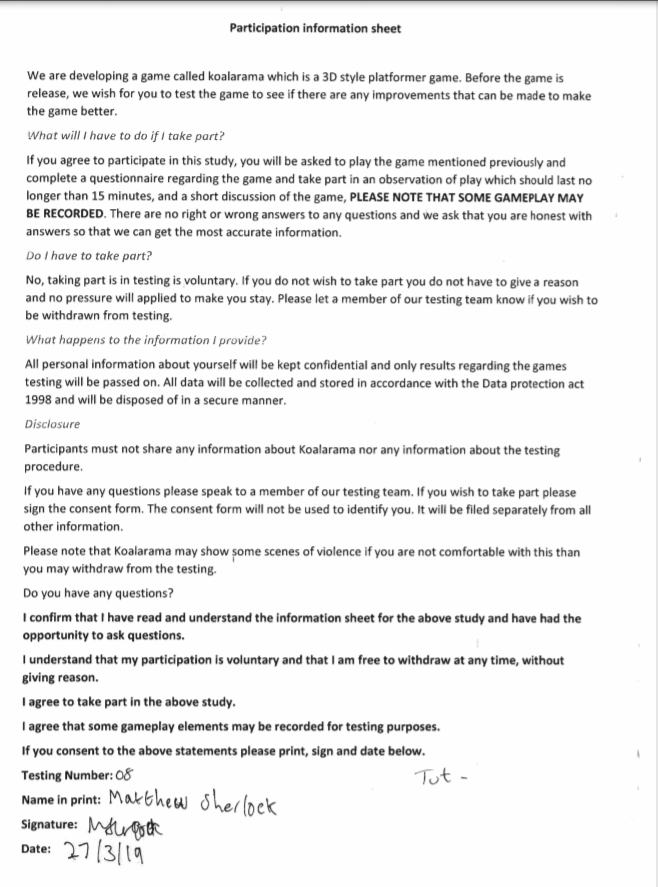 Participation information sheet
We are developing a game called koalarama which is a 3D style platformer game. Before the game is
release, we wish for you to test the game to see if there are any improvements that can be made to make
the game better.
What will I have to do if I take part?
If you agree to participate in this study, you will be asked to play the game mentioned previously and
complete a questionnaire regarding the game and take part in an observation of play which should last no
longer than 15 minutes, and a short discussion of the game, PLEASE NOTE THAT SOME GAMEPLAY MAY
BE RECORDED. There are no right or wrong answers to any questions and we ask that you are honest with
answers so that we can get the most accurate information.
Do I have to take part?
No, taking part is in testing is voluntary. If you do not wish to take part you do not have to give a reason
and no pressure will applied to make you stay. Please let a member of our testing team know if you wish to
be withdrawn from testing.
What happens to the information I provide?
All personal information about yourself will be kept confidential and only results regarding the games
testing will be passed on. All data will be collected and stored in accordance with the Data protection act
1998 and will be disposed of in a secure manner.
Disclosure
Participants must not share any information about Koalarama nor any information about the testing
procedure.
If you have any questions please speak to a member of our testing team. If you wish to take part please
sign the consent form. The consent form will not be used to identify you. It will be filed separately from all
other information.
Please note that Koalarama may show some scenes of violence if you are not comfortable with this than
you may withdraw from the testing.
Do you have any questions?
I confirm that I have read and understand the information sheet for the above study and have had the
opportunity to ask questions.
I understand that my participation is voluntary and that I am free to withdraw at any time, without
giving reason.
I agree to take part in the above study.
I agree that some gameplay elements may be recorded for testing purposes.
If you consent to the above statements please print, sign and date below.
Testing Number: 08 Tut -
Name in print: Matthew Sherlock
Signature:
Date: 27/3/19